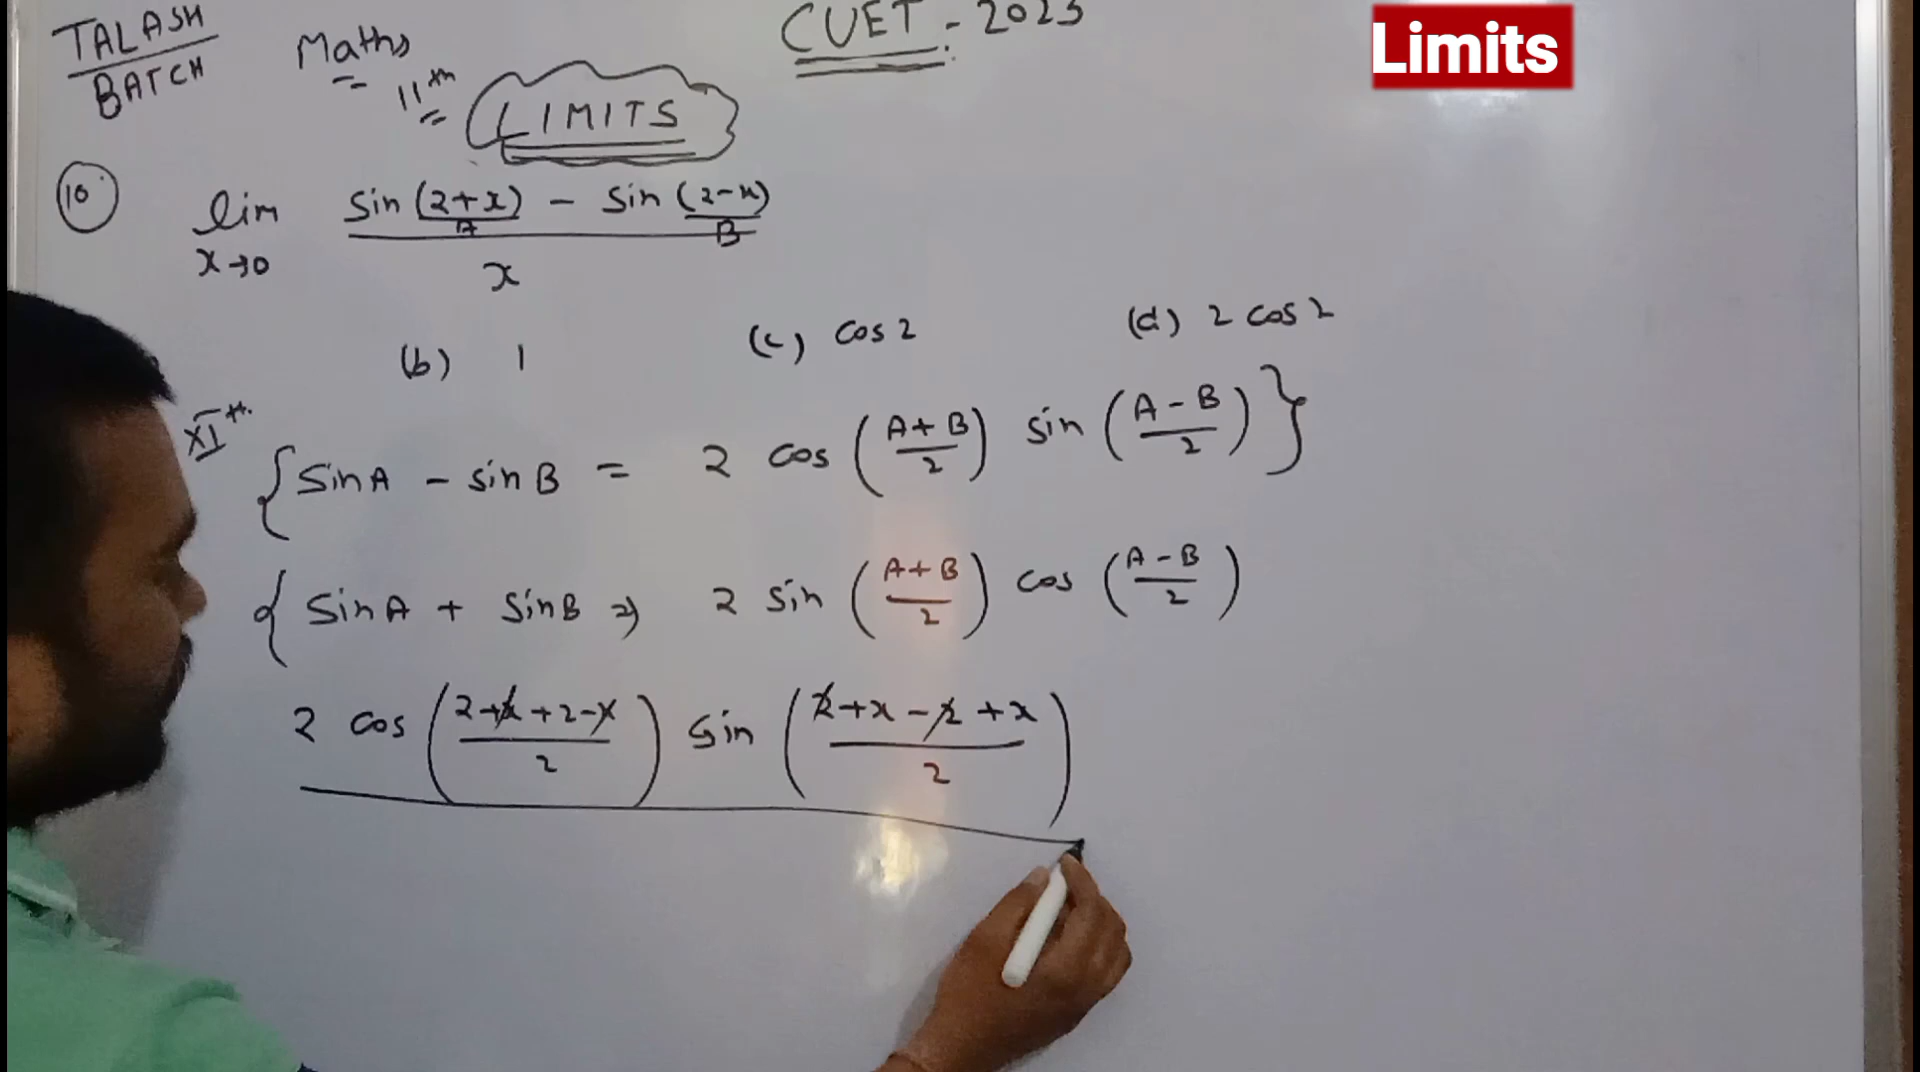 TALASH
BATCH
Maths
11th
LIMITS
CUET - 2023
Limits
10
lim x→0 (sin (2+x) - sin (2-x)) / x
A B
(b) 1 (c) cos 2 (d) 2 cos 2
XIth
{ sin A - sin B = 2 cos ((A+B)/2) sin ((A-B)/2) }
{ sin A + sin B ⇒ 2 sin ((A+B)/2) cos ((A-B)/2)
2 cos ((2+x+2-x)/2) sin ((2+x-2+x)/2)